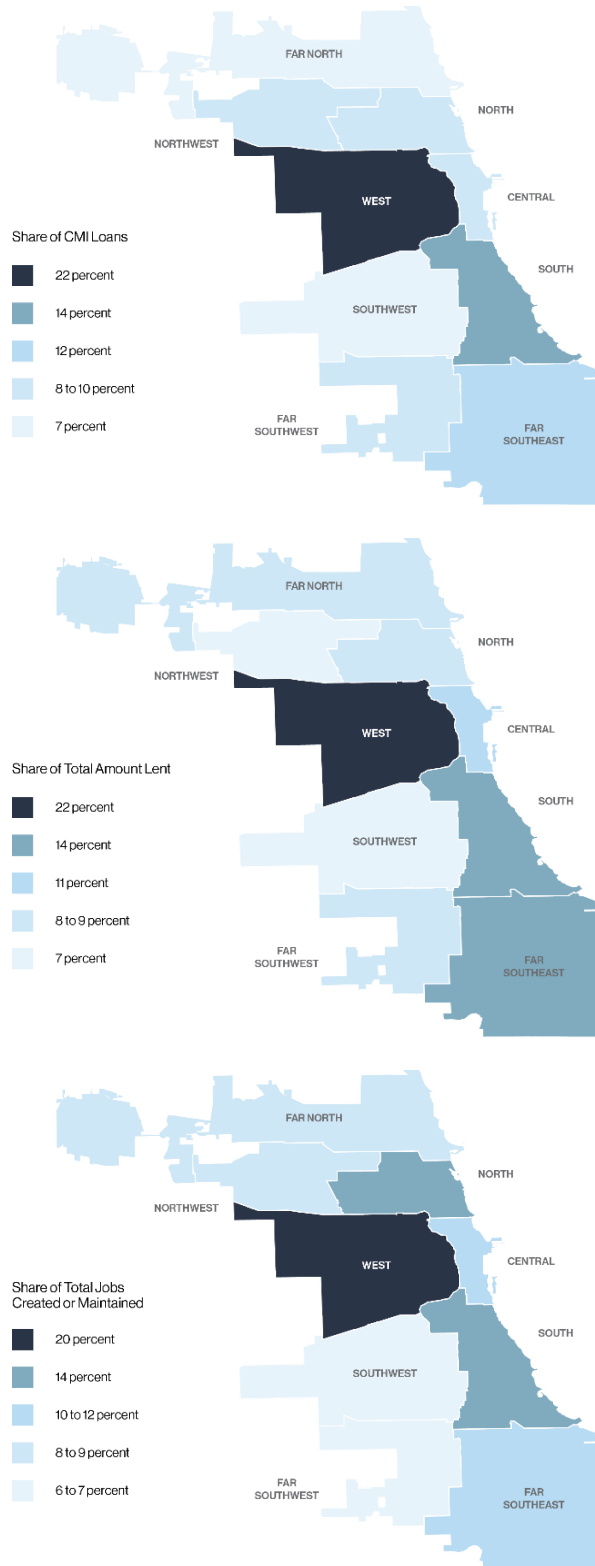 FAR NORTH
NORTH
NORTHWEST
WEST
CENTRAL
Share of CMI Loans
SOUTH
22 percent
14 percent
SOUTHWEST
12 percent
8 to 10 percent
FAR
SOUTHWEST
FAR
SOUTHEAST
7 percent
FAR NORTH
NORTH
NORTHWEST
WEST
CENTRAL
Share of Total Amount Lent
SOUTH
22 percent
14 percent
SOUTHWEST
11 percent
8 to 9 percent
FAR
SOUTHWEST
FAR
SOUTHEAST
7 percent
FAR NORTH
NORTH
NORTHWEST
WEST
CENTRAL
Share of Total Jobs
Created or Maintained
SOUTH
20 percent
14 percent
SOUTHWEST
10 to 12 percent
8 to 9 percent
FAR
SOUTHWEST
FAR
SOUTHEAST
6 to 7 percent